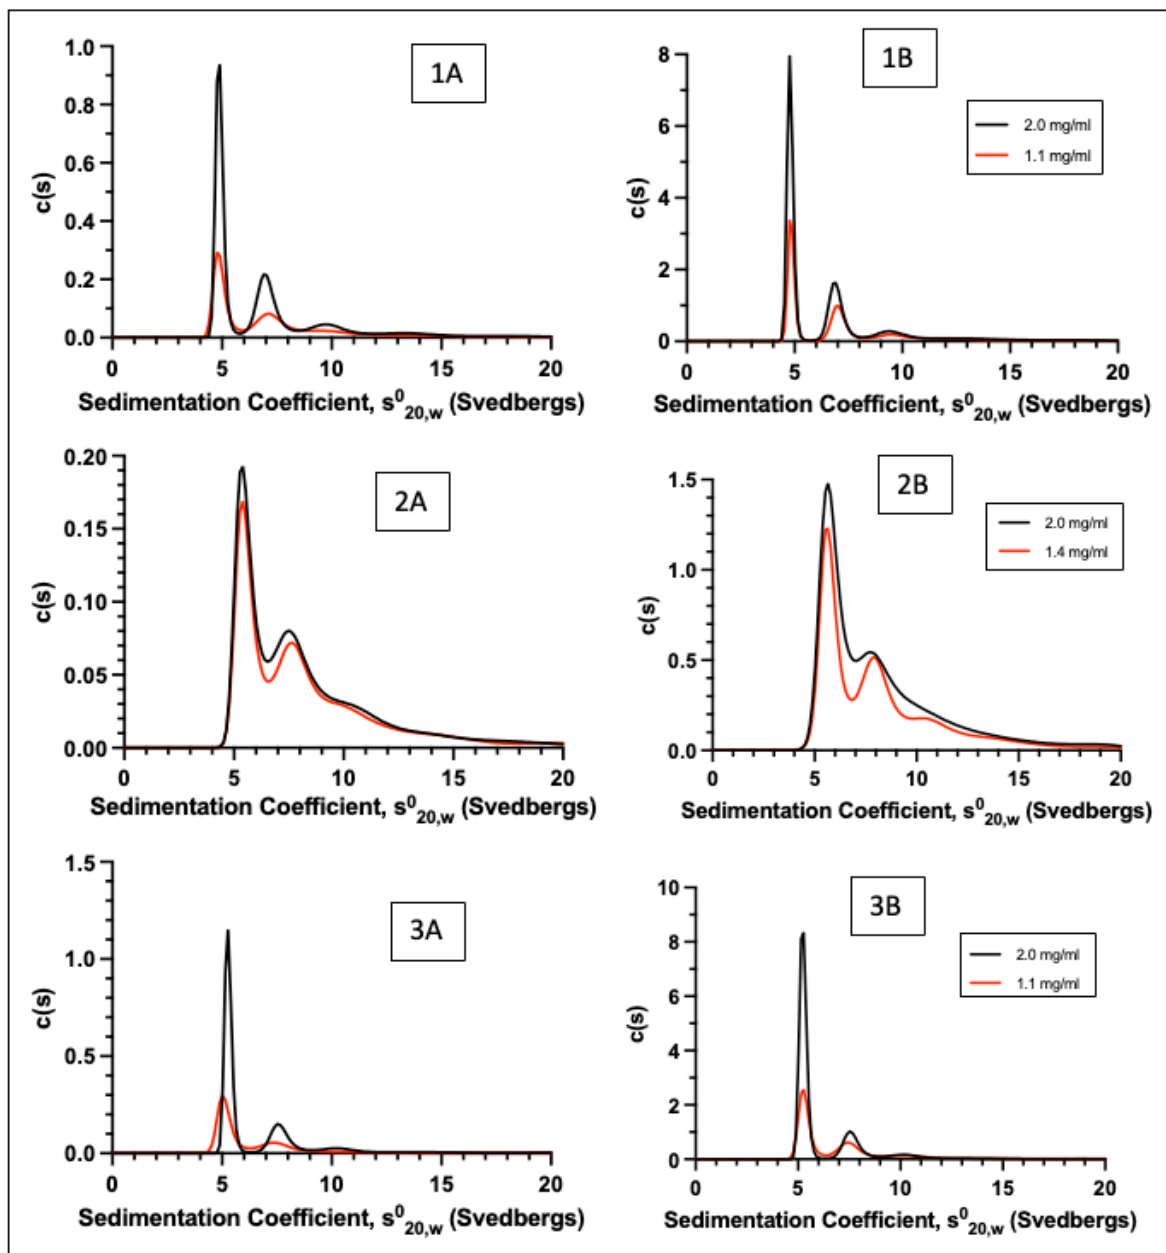 1.0
0.8
0.6
0.4
0.2
0.0
c(s)
1A
0 5 10 15 20
Sedimentation Coefficient, s⁰20,w (Svedbergs)
8
6
4
2
0
c(s)
1B
2.0 mg/ml
1.1 mg/ml
0 5 10 15 20
Sedimentation Coefficient, s⁰20,w (Svedbergs)
0.20
0.15
0.10
0.05
0.00
c(s)
2A
0 5 10 15 20
Sedimentation Coefficient, s⁰20,w (Svedbergs)
1.5
1.0
0.5
0.0
c(s)
2B
2.0 mg/ml
1.4 mg/ml
0 5 10 15 20
Sedimentation Coefficient, s⁰20,w (Svedbergs)
1.5
1.0
0.5
0.0
c(s)
3A
0 5 10 15 20
Sedimentation Coefficient, s⁰20,w (Svedbergs)
10
8
6
4
2
0
c(s)
3B
2.0 mg/ml
1.1 mg/ml
0 5 10 15 20
Sedimentation Coefficient, s⁰20,w (Svedbergs)